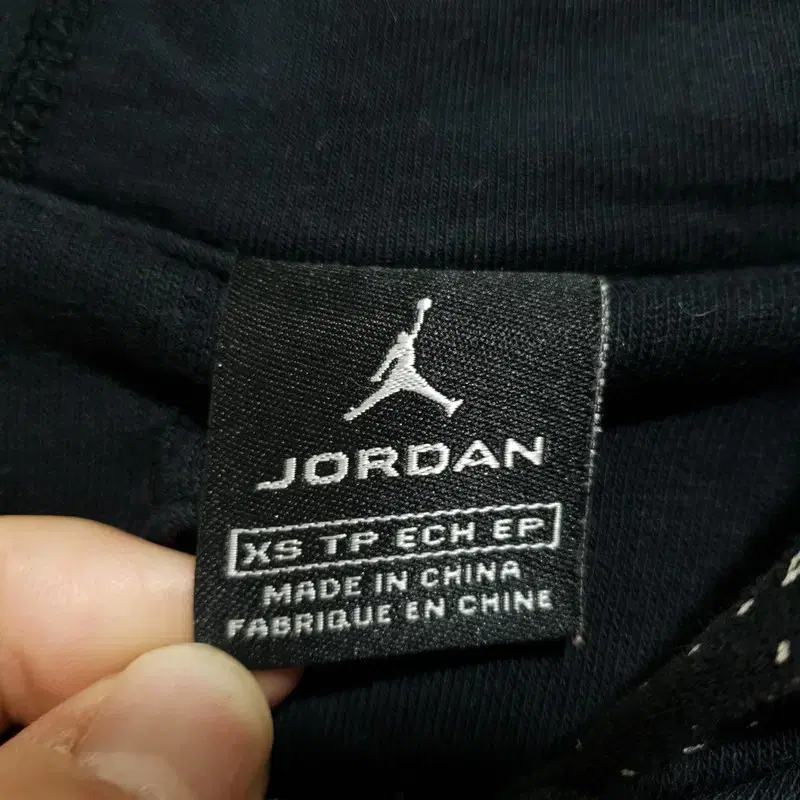 JORDAN
XS TP ECH EP
MADE IN CHINA
FABRIQUE EN CHINE